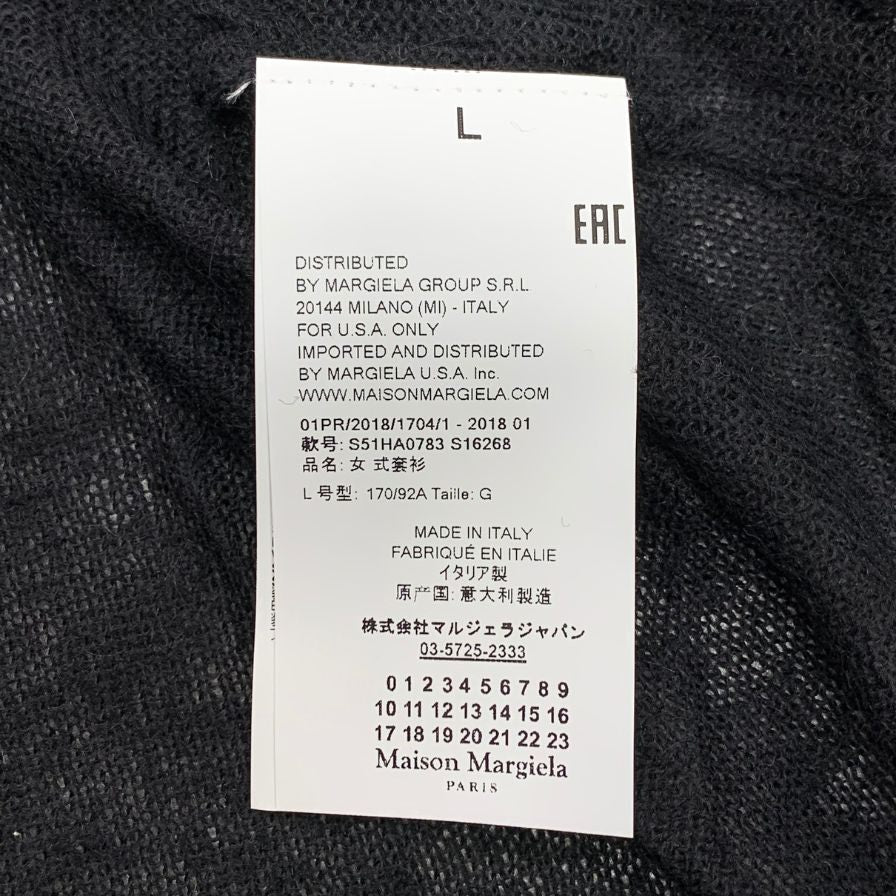 L
EAC
DISTRIBUTED
BY MARGIELA GROUP S.R.L.
20144 MILANO (MI) - ITALY
FOR U.S.A. ONLY
IMPORTED AND DISTRIBUTED
BY MARGIELA U.S.A. Inc.
WWW.MAISONMARGIELA.COM
01PR/2018/1704/1 - 2018 01
款号: S51HA0783 S16268
品名: 女 式套衫
L 号型: 170/92A Taille: G
MADE IN ITALY
FABRIQUÉ EN ITALIE
イタリア製
原产国: 意大利製造
株式会社マルジェラジャパン
03-5725-2333
0 1 2 3 4 5 6 7 8 9
10 11 12 13 14 15 16
17 18 19 20 21 22 23
Maison Margiela
PARIS